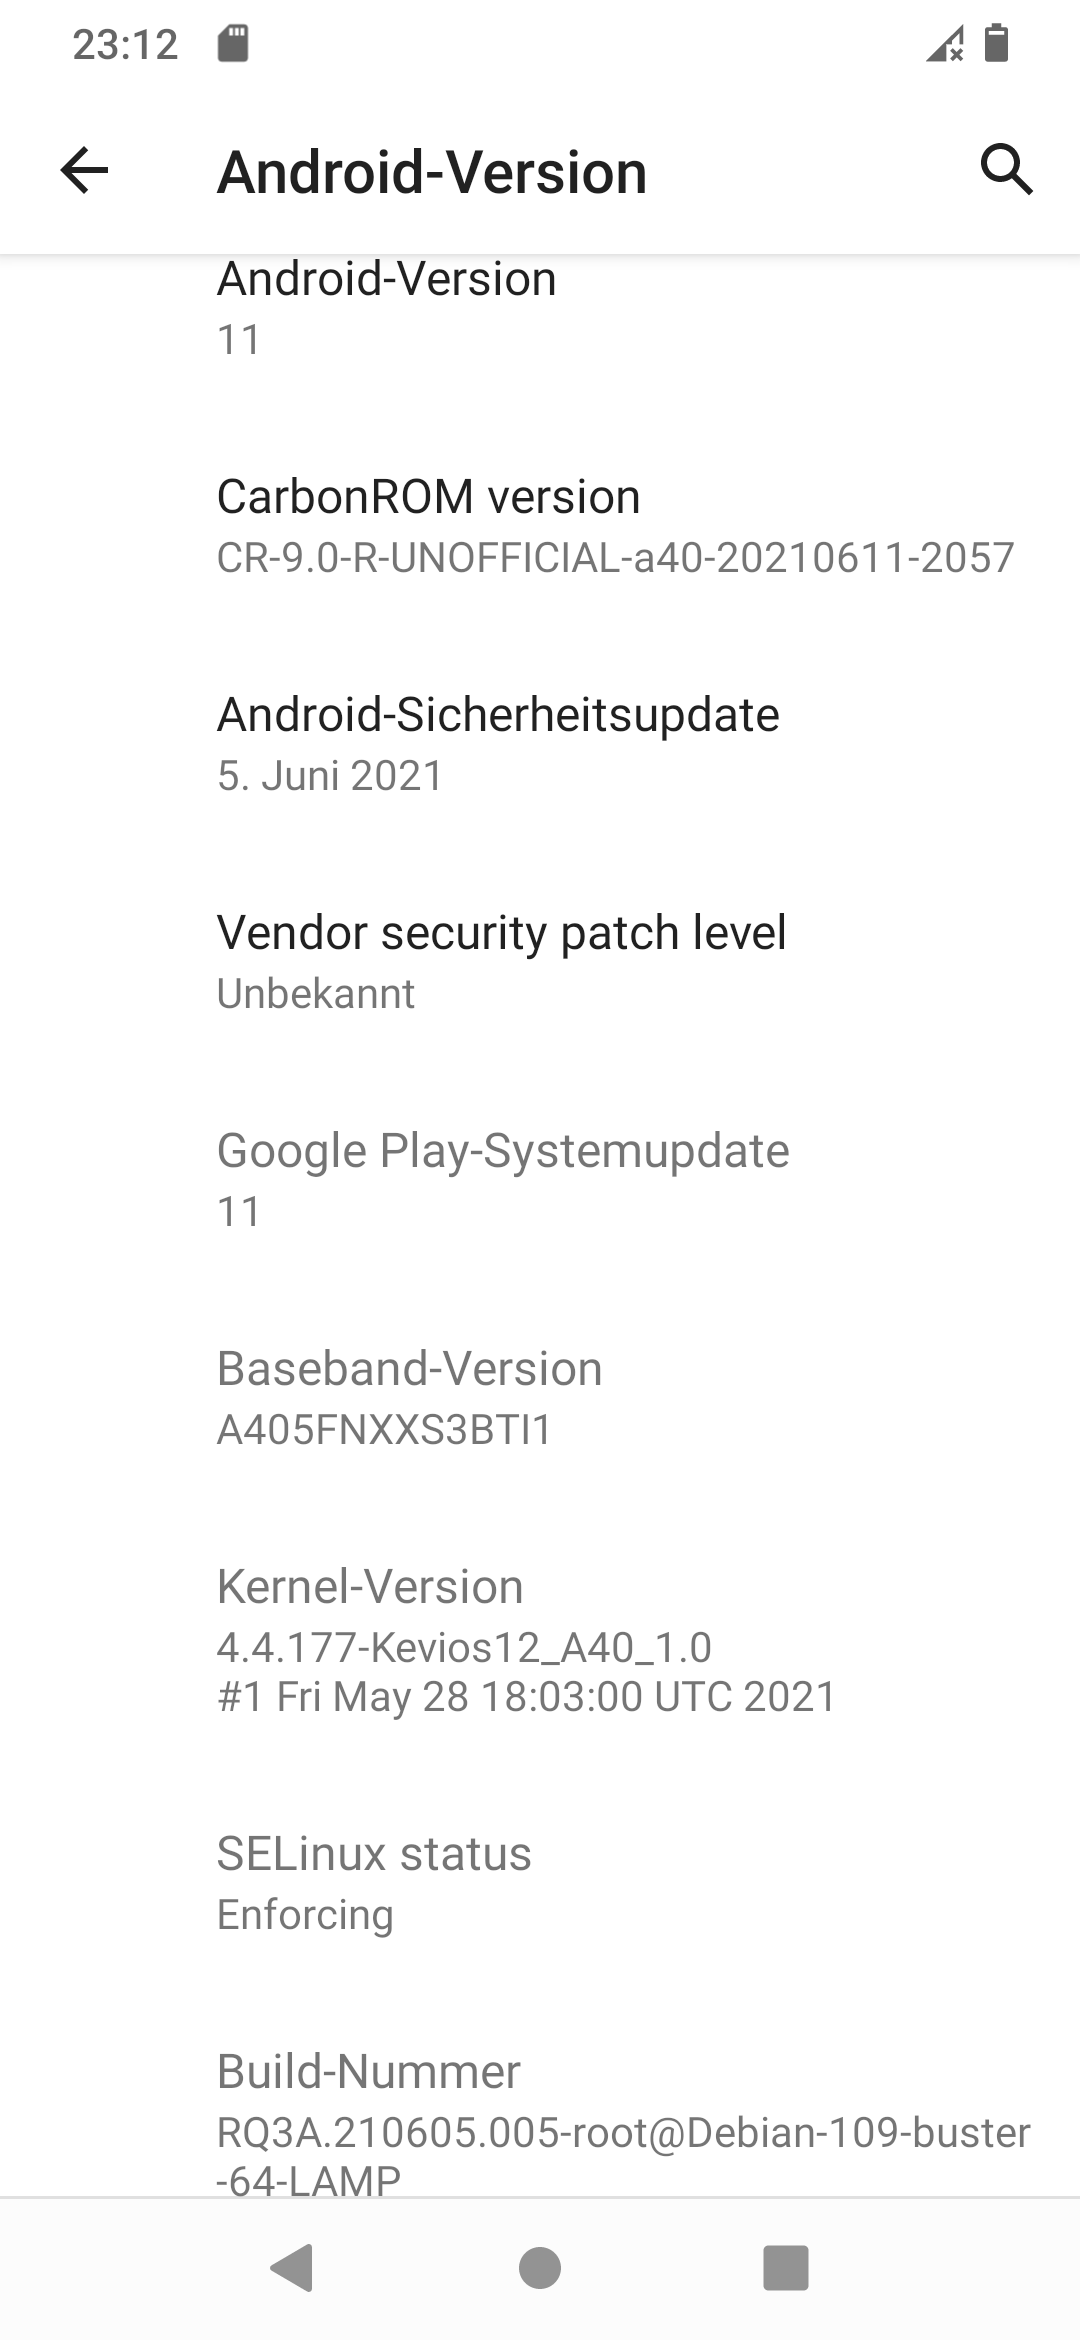 23:12
Android-Version
Android-Version
11
CarbonROM version
CR-9.0-R-UNOFFICIAL-a40-20210611-2057
Android-Sicherheitsupdate
5. Juni 2021
Vendor security patch level
Unbekannt
Google Play-Systemupdate
11
Baseband-Version
A405FNXXS3BTI1
Kernel-Version
4.4.177-Kevios12_A40_1.0
#1 Fri May 28 18:03:00 UTC 2021
SELinux status
Enforcing
Build-Nummer
RQ3A.210605.005-root@Debian-109-buster
-64-LAMP